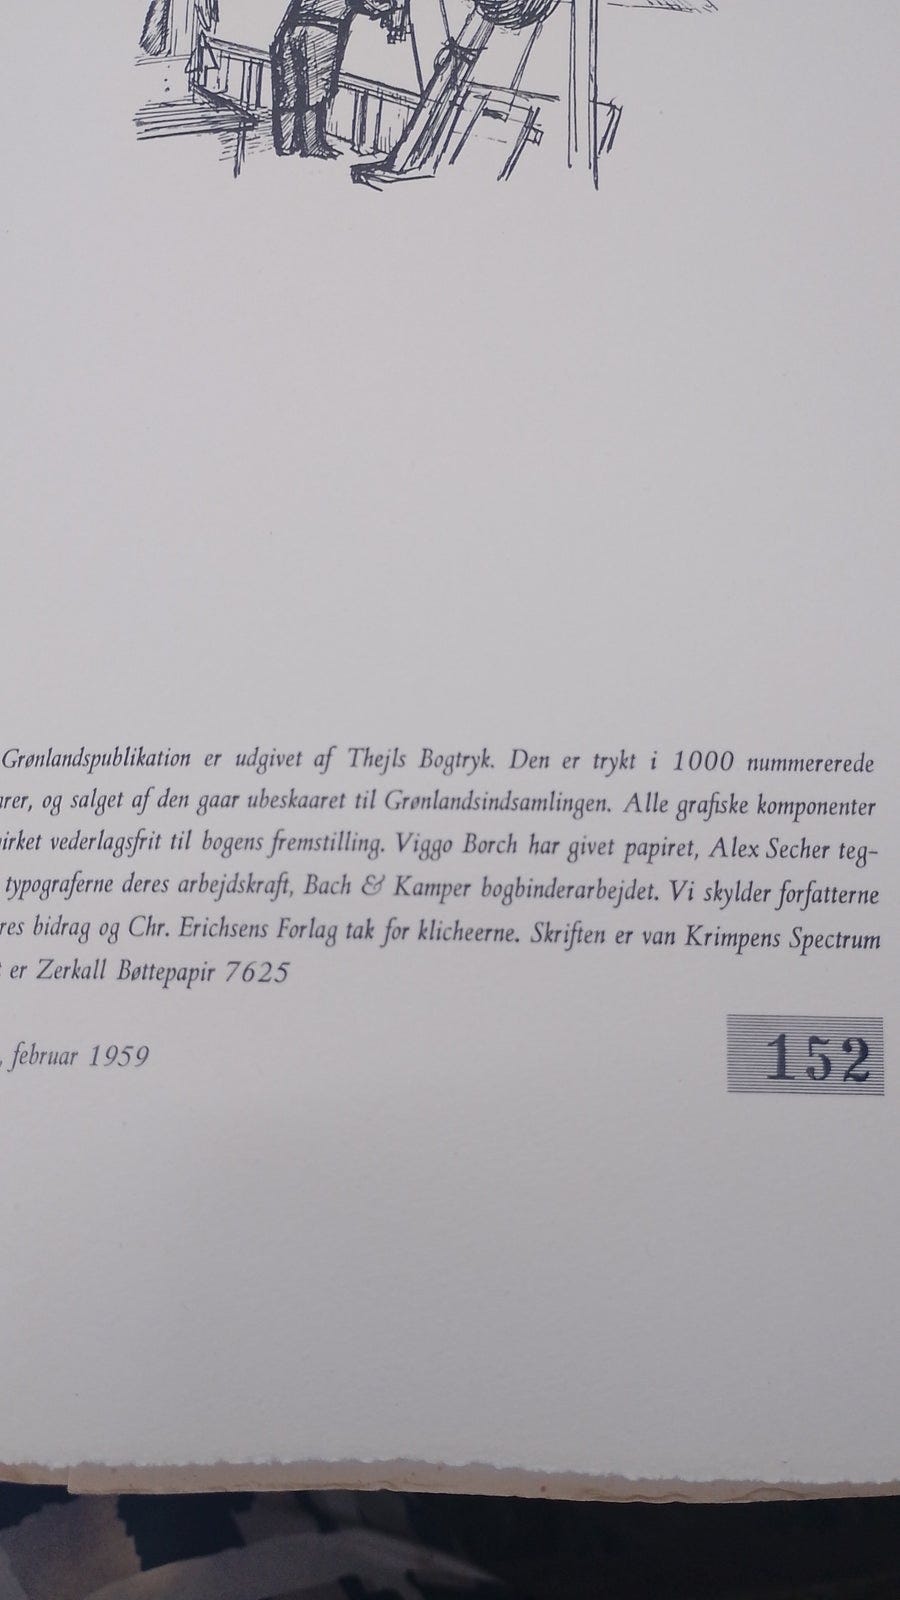 Grønlandspublikation er udgivet af Thejls Bogtryk. Den er trykt i 1000 nummererede
og salget af den gaar ubeskaaret til Grønlandsindsamlingen. Alle grafiske komponenter
vederlagsfrit til bogens fremstilling. Viggo Borch har givet papiret, Alex Secher teg-
typograferne deres arbejdskraft, Bach & Kamper bogbinderarbejdet. Vi skylder forfatterne
bidrag og Chr. Erichsens Forlag tak for klicheerne. Skriften er van Krimpens Spectrum
er Zerkall Bøttepapir 7625
, februar 1959
152